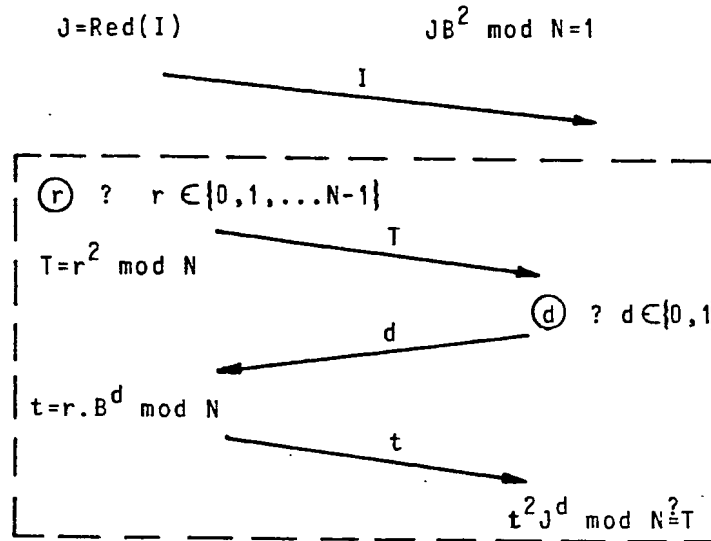 J=Red(I) JB² mod N=1
I
ⓡ ? r ∈{0,1,...N-1}
T
T=r² mod N
ⓓ ? d∈{0,1
d
t=r.B^d mod N
t
t²J^d mod N≟T